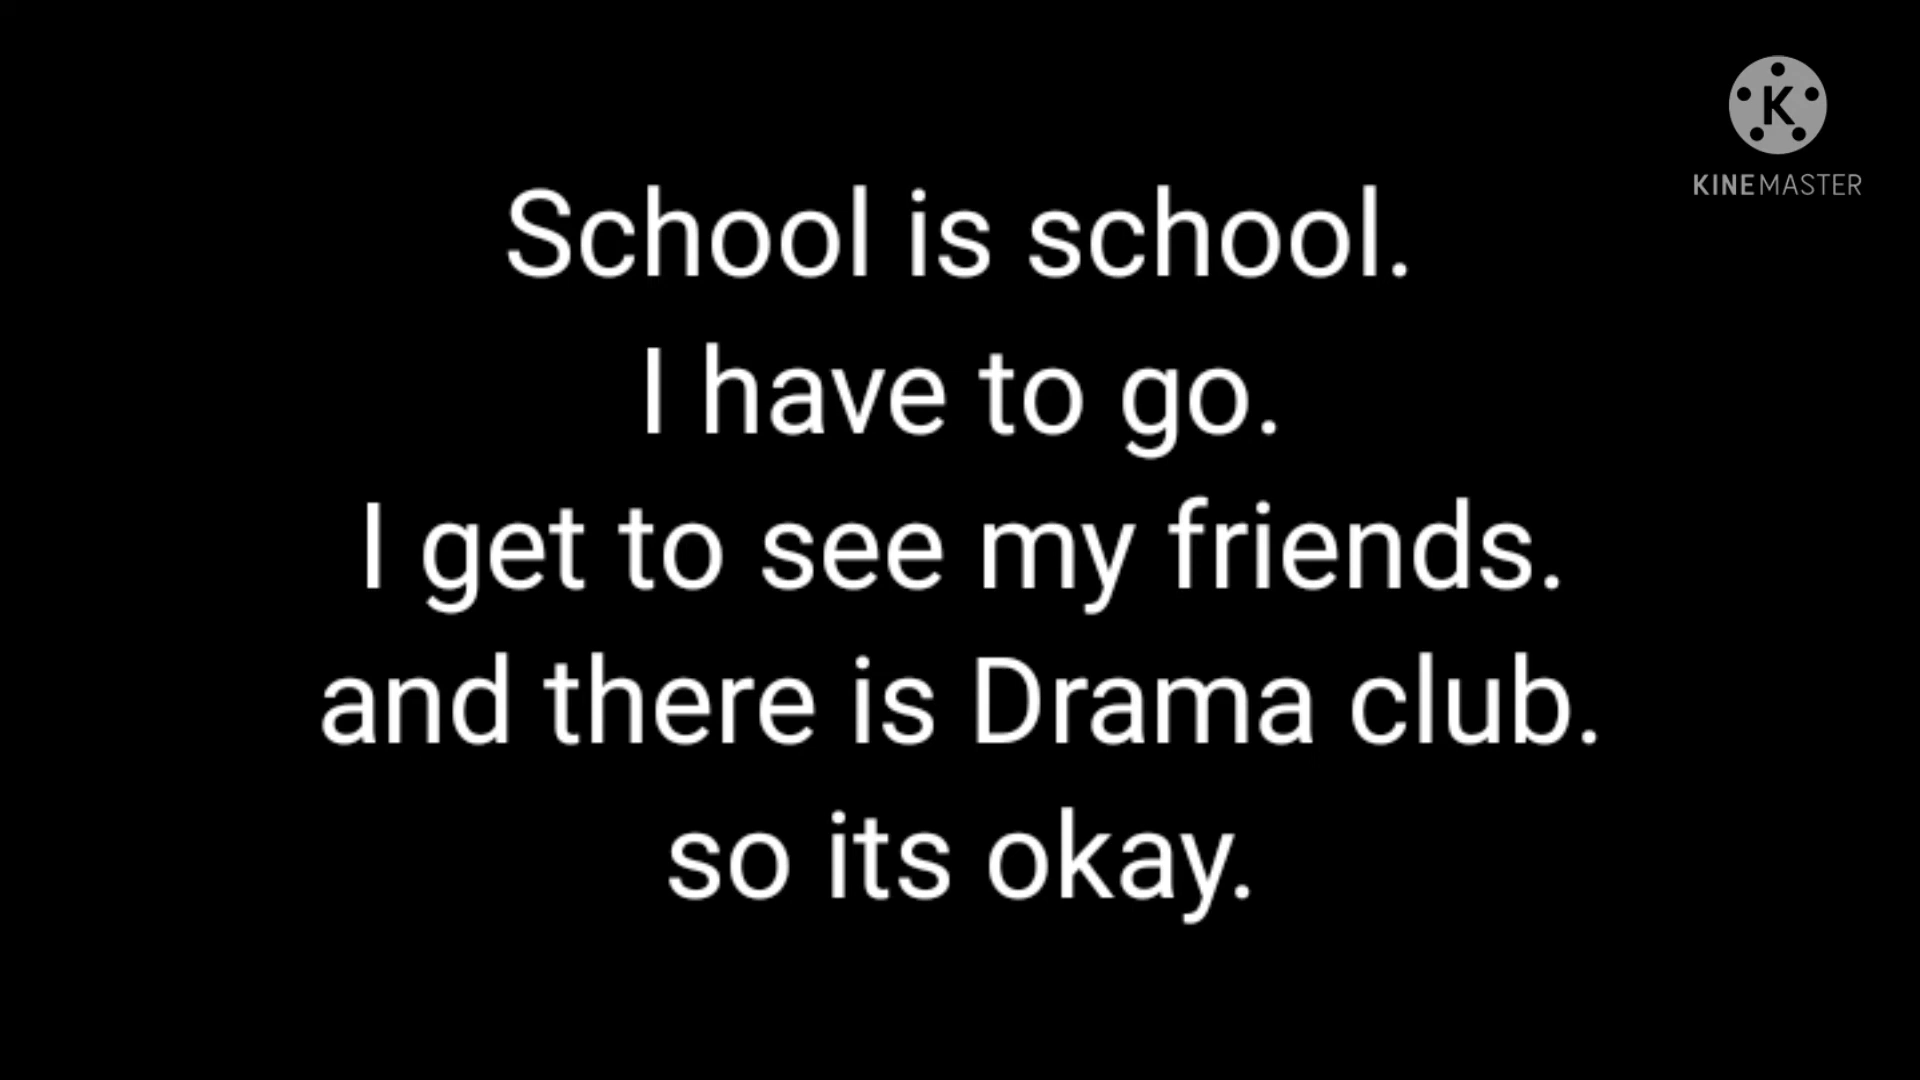 K
KINEMASTER
School is school.
I have to go.
I get to see my friends.
and there is Drama club.
so its okay.